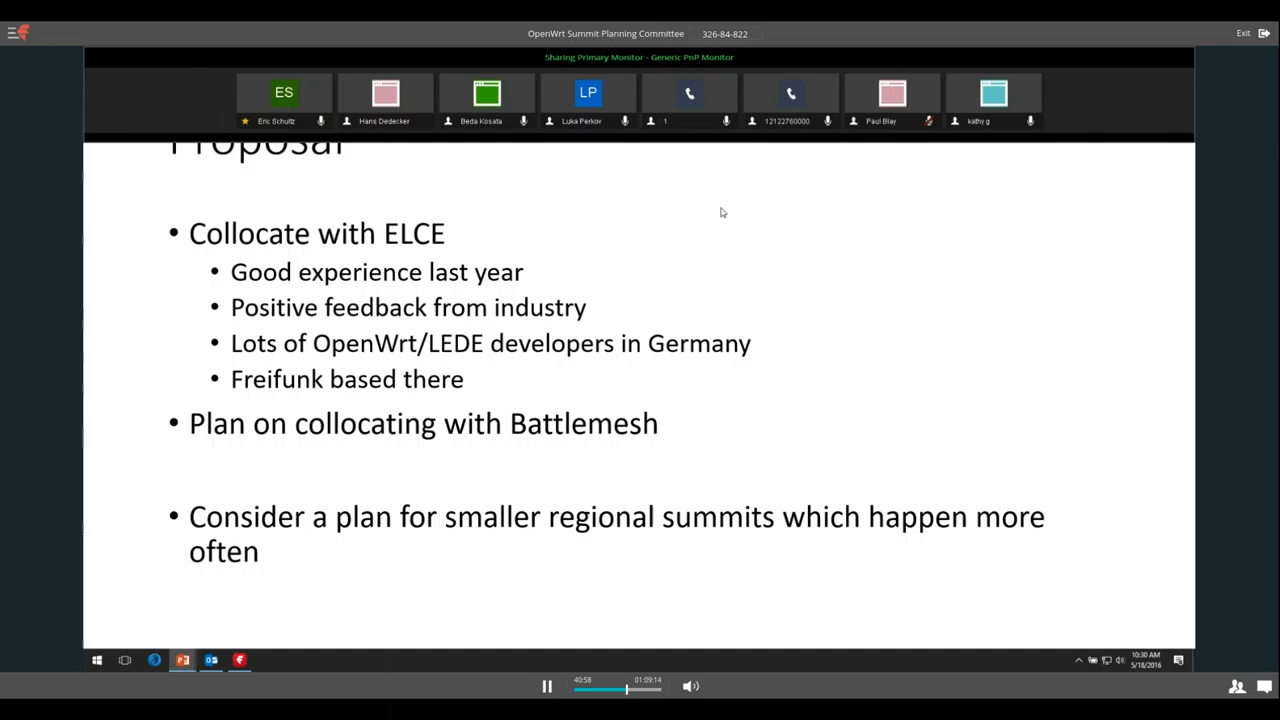 OpenWrt Summit Planning Committee 326-84-822
Exit
Sharing Primary Monitor - Generic PnP Monitor
ES
LP
Eric Schultz
Hans Dedecker
Beda Kosata
Luka Perkov
1
12122760000
Paul Blay
kathy g
Proposal
• Collocate with ELCE
• Good experience last year
• Positive feedback from industry
• Lots of OpenWrt/LEDE developers in Germany
• Freifunk based there
• Plan on collocating with Battlemesh
• Consider a plan for smaller regional summits which happen more
often
10:30 AM
5/18/2016
40:58
01:09:14